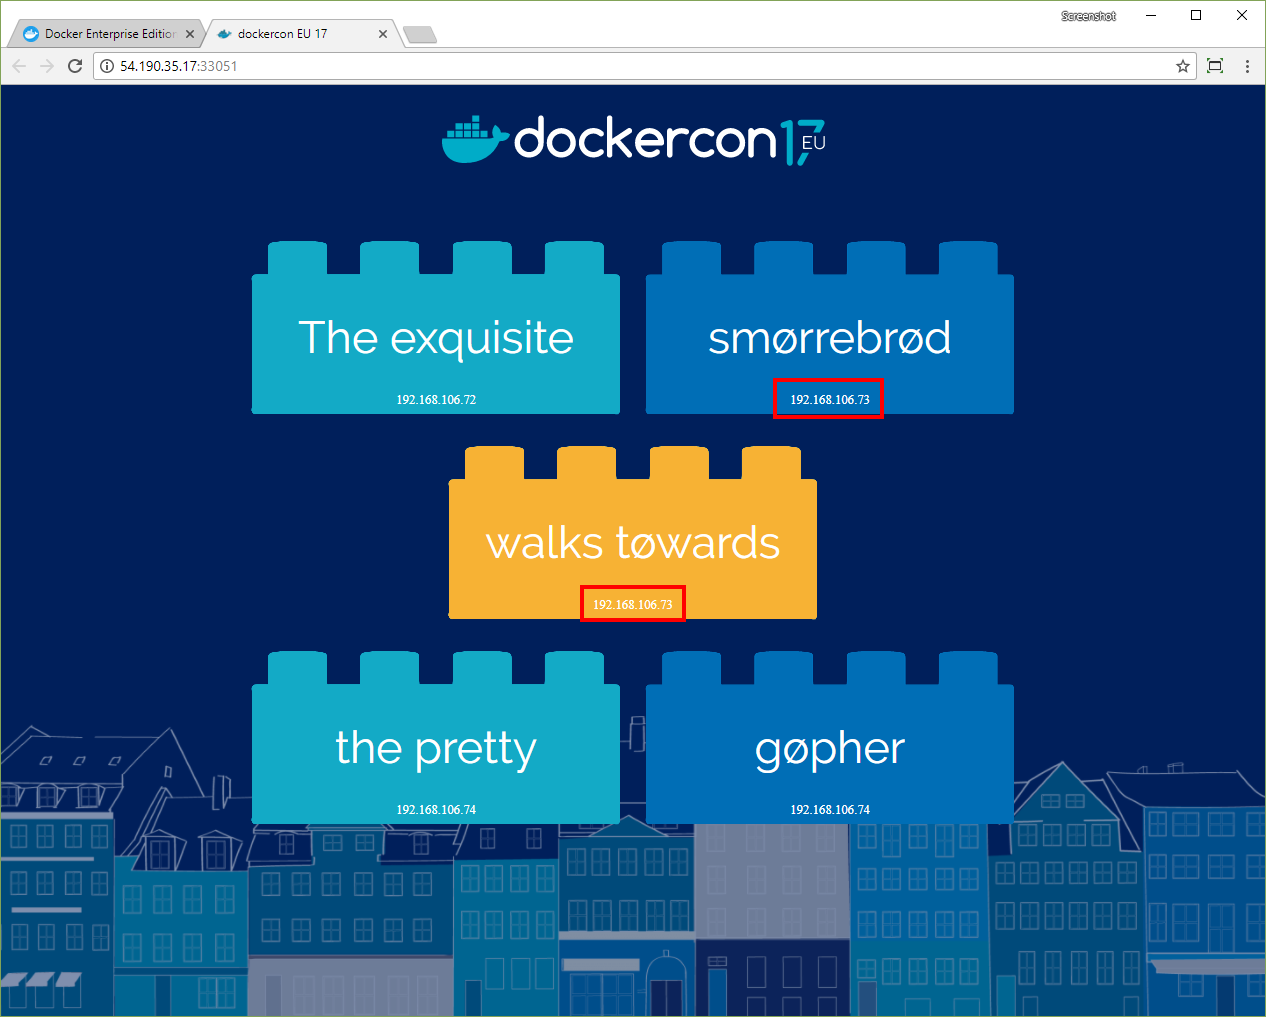 Screenshot
Docker Enterprise Edition
dockercon EU 17
54.190.35.17:33051
dockercon 17 EU
The exquisite
192.168.106.72
smørrebrød
192.168.106.73
walks tøwards
192.168.106.73
the pretty
192.168.106.74
gøpher
192.168.106.74